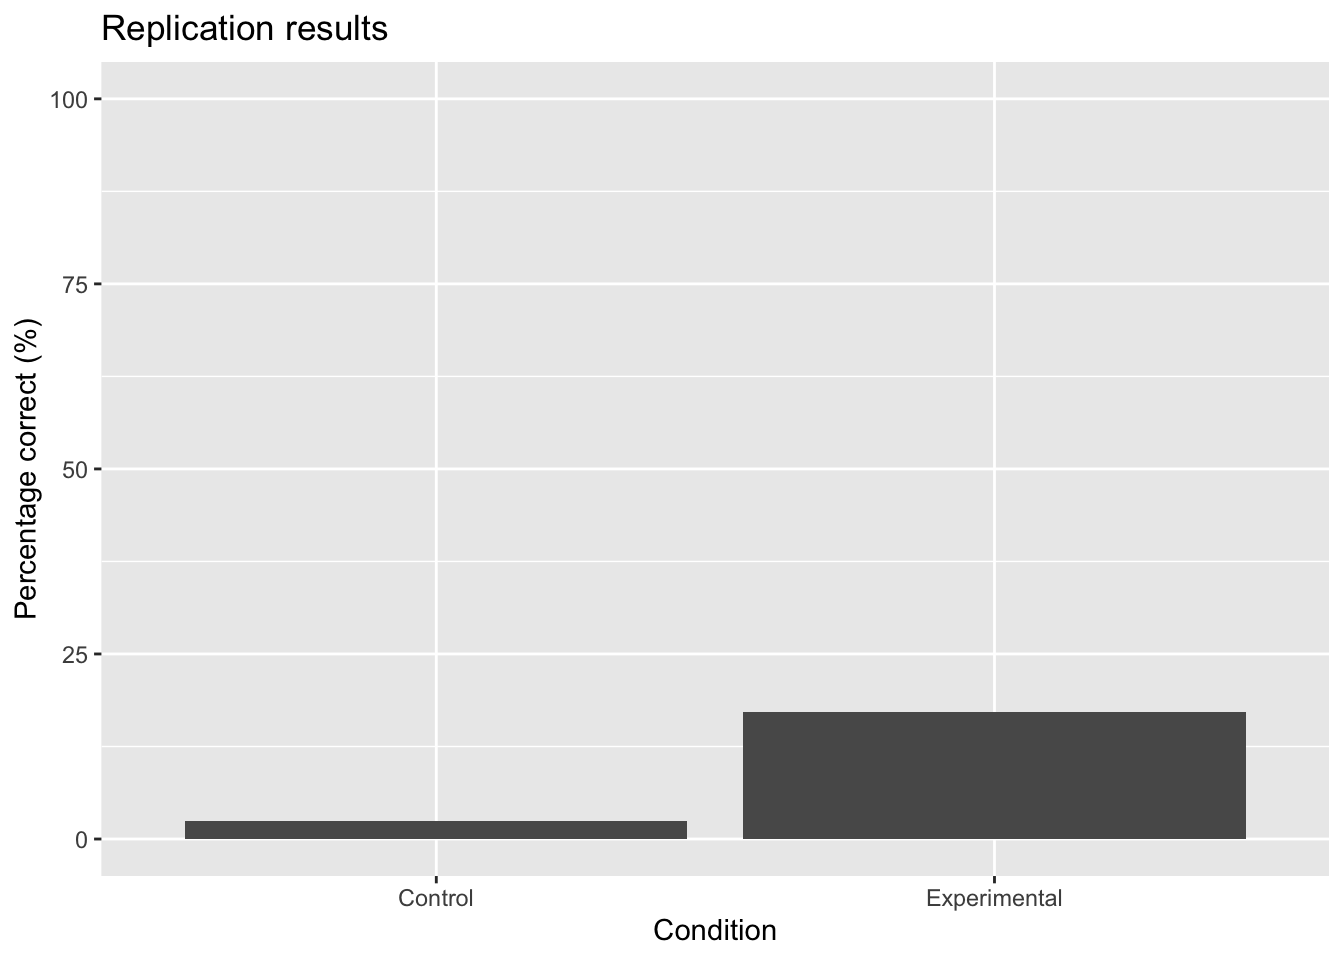 Replication results
100
75
50
25
0
Percentage correct (%)
Control
Experimental
Condition